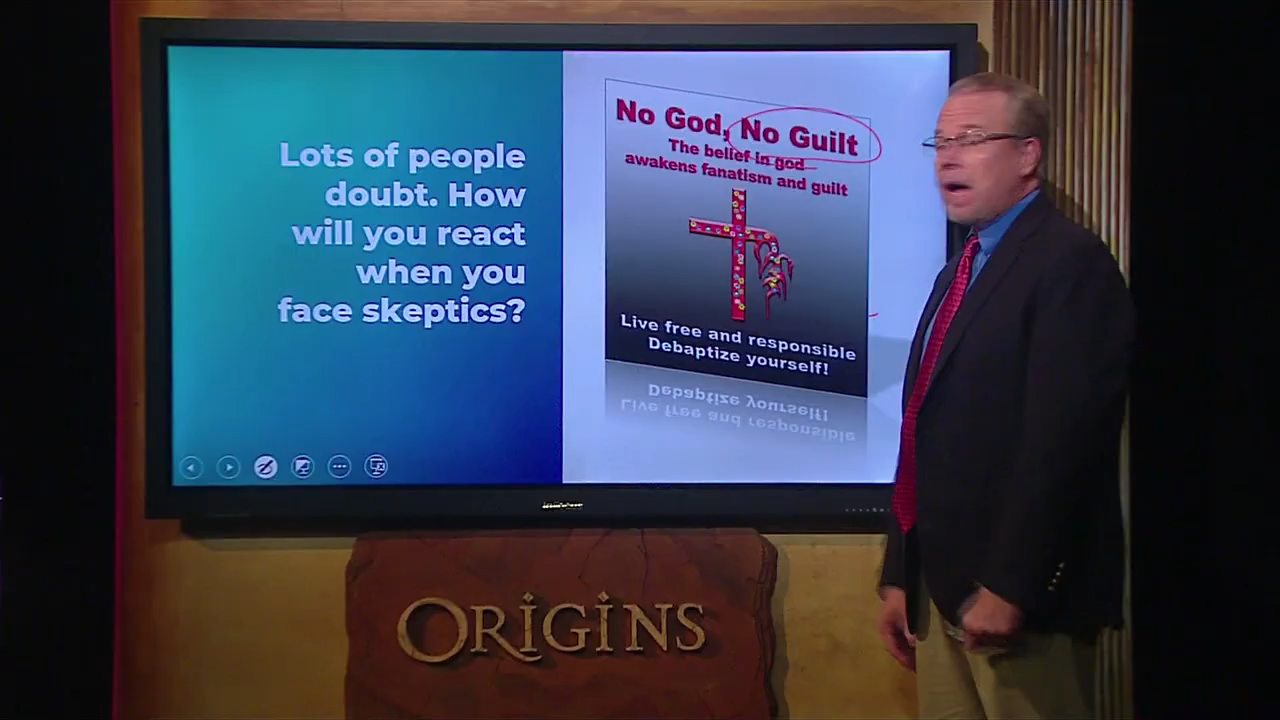 Lots of people
doubt. How
will you react
when you
face skeptics?
No God, No Guilt
The belief in god
awakens fanatism and guilt
Live free and responsible
Debaptize yourself!
Debaptize yourself!
Live free and responsible
ORIGINS